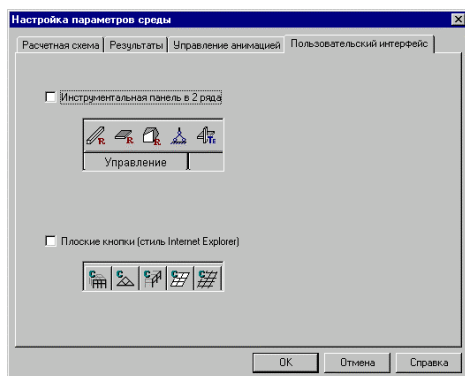 Настройка параметров среды
Расчетная схема Результаты Управление анимацией Пользовательский интерфейс
Инструментальная панель в 2 ряда
Управление
Плоские кнопки (стиль Internet Explorer)
OK Отмена Справка